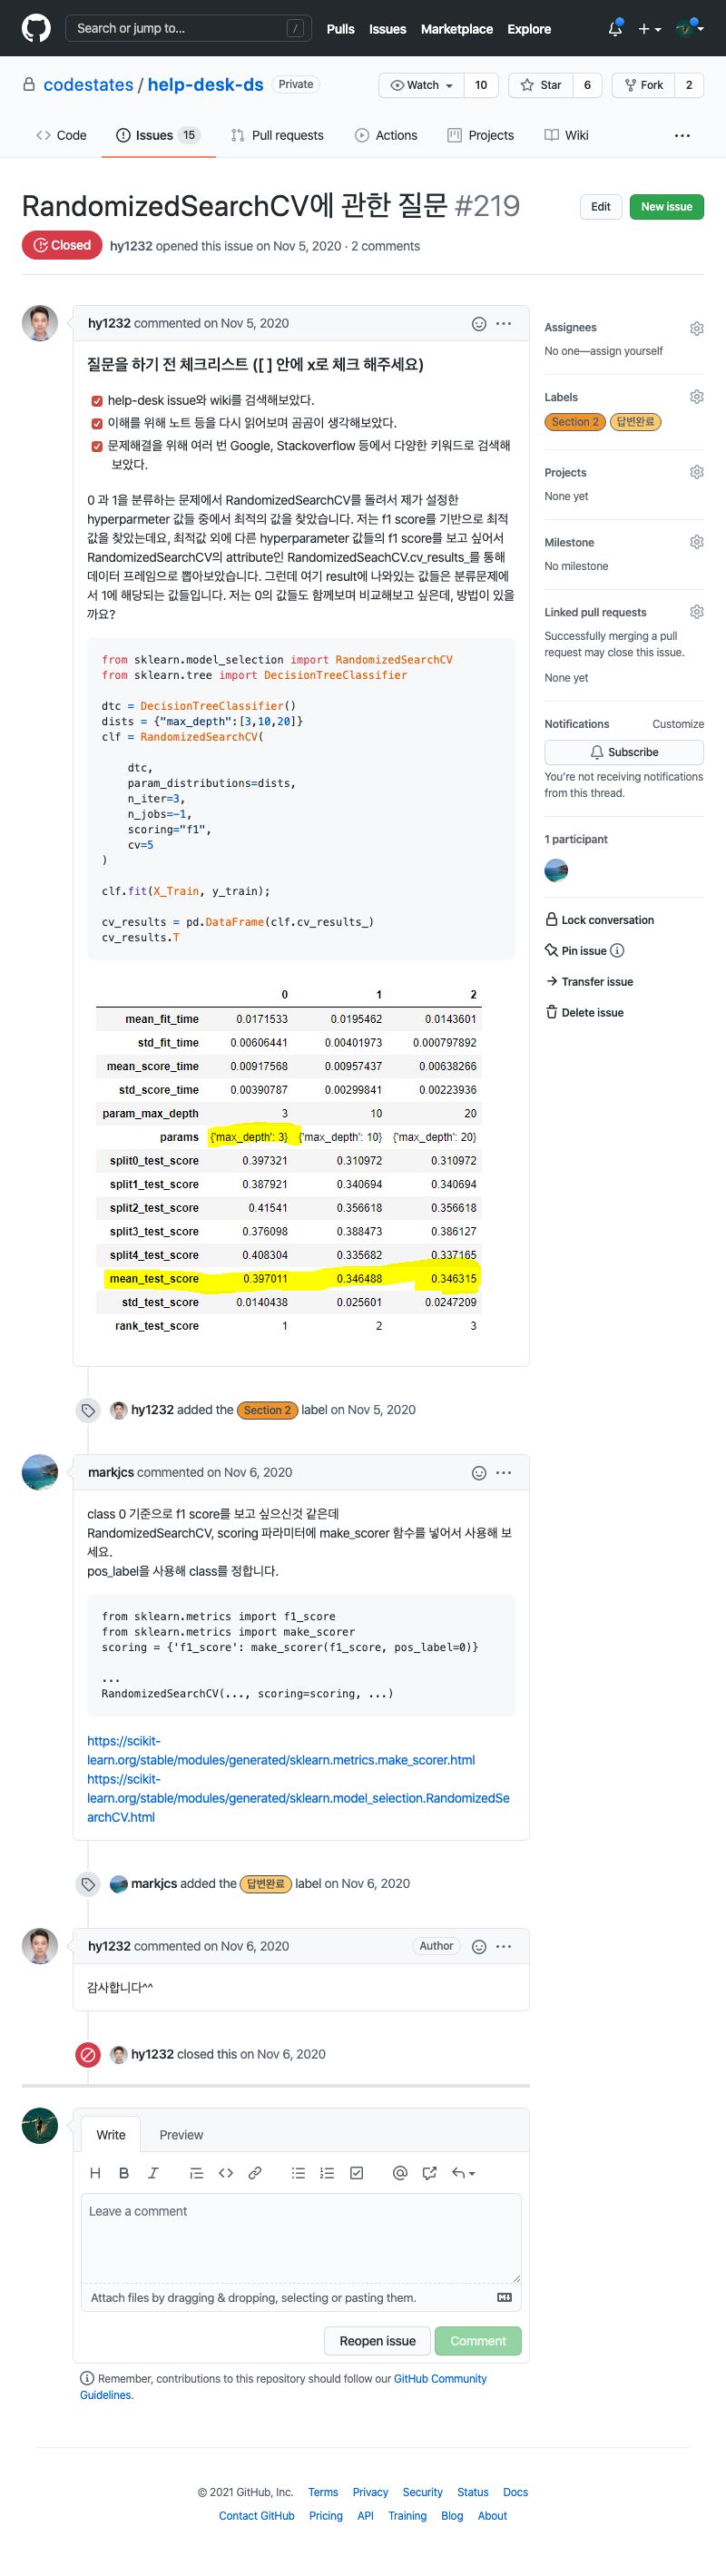 Search or jump to... /
Pulls Issues Marketplace Explore
codestates / help-desk-ds Private
Watch 10 Star 6 Fork 2
Code Issues 15 Pull requests Actions Projects Wiki ...
RandomizedSearchCV에 관한 질문 #219
Edit New issue
Closed hy1232 opened this issue on Nov 5, 2020 · 2 comments
hy1232 commented on Nov 5, 2020
질문을 하기 전 체크리스트 ([ ] 안에 x로 체크 해주세요)
help-desk issue와 wiki를 검색해보았다.
이해를 위해 노트 등을 다시 읽어보며 곰곰이 생각해보았다.
문제해결을 위해 여러 번 Google, Stackoverflow 등에서 다양한 키워드로 검색해
보았다.
0 과 1을 분류하는 문제에서 RandomizedSearchCV를 돌려서 제가 설정한
hyperparmeter 값들 중에서 최적의 값을 찾았습니다. 저는 f1 score를 기반으로 최적
값을 찾았는데요, 최적값 외에 다른 hyperparameter 값들의 f1 score를 보고 싶어서
RandomizedSearchCV의 attribute인 RandomizedSeachCV.cv_results_를 통해
데이터 프레임으로 뽑아보았습니다. 그런데 여기 result에 나와있는 값들은 분류문제에
서 1에 해당되는 값들입니다. 저는 0의 값들도 함께보며 비교해보고 싶은데, 방법이 있을
까요?
from sklearn.model_selection import RandomizedSearchCV
from sklearn.tree import DecisionTreeClassifier
dtc = DecisionTreeClassifier()
dists = {"max_depth":[3,10,20]}
clf = RandomizedSearchCV(
dtc,
param_distributions=dists,
n_iter=3,
n_jobs=-1,
scoring="f1",
cv=5
)
clf.fit(X_Train, y_train);
cv_results = pd.DataFrame(clf.cv_results_)
cv_results.T
0 1 2
mean_fit_time 0.0171533 0.0195462 0.0143601
std_fit_time 0.00606441 0.00401973 0.000797892
mean_score_time 0.00917568 0.00957437 0.00638266
std_score_time 0.00390787 0.00299841 0.00223936
param_max_depth 3 10 20
params {'max_depth': 3} {'max_depth': 10} {'max_depth': 20}
split0_test_score 0.397321 0.310972 0.310972
split1_test_score 0.387921 0.340694 0.340694
split2_test_score 0.41541 0.356618 0.356618
split3_test_score 0.376098 0.388473 0.386127
split4_test_score 0.408304 0.335682 0.337165
mean_test_score 0.397011 0.346488 0.346315
std_test_score 0.0140438 0.025601 0.0247209
rank_test_score 1 2 3
Assignees
No one—assign yourself
Labels
Section 2 답변완료
Projects
None yet
Milestone
No milestone
Linked pull requests
Successfully merging a pull
request may close this issue.
None yet
Notifications Customize
Subscribe
You're not receiving notifications
from this thread.
1 participant
Lock conversation
Pin issue
Transfer issue
Delete issue
hy1232 added the Section 2 label on Nov 5, 2020
markjcs commented on Nov 6, 2020
class 0 기준으로 f1 score를 보고 싶으신것 같은데
RandomizedSearchCV, scoring 파라미터에 make_scorer 함수를 넣어서 사용해 보
세요.
pos_label을 사용해 class를 정합니다.
from sklearn.metrics import f1_score
from sklearn.metrics import make_scorer
scoring = {'f1_score': make_scorer(f1_score, pos_label=0)}
...
RandomizedSearchCV(..., scoring=scoring, ...)
https://scikit-
learn.org/stable/modules/generated/sklearn.metrics.make_scorer.html
https://scikit-
learn.org/stable/modules/generated/sklearn.model_selection.RandomizedSe
archCV.html
markjcs added the 답변완료 label on Nov 6, 2020
hy1232 commented on Nov 6, 2020 Author
감사합니다^^
hy1232 closed this on Nov 6, 2020
Write Preview
H B I
Leave a comment
Attach files by dragging & dropping, selecting or pasting them.
Reopen issue Comment
Remember, contributions to this repository should follow our GitHub Community
Guidelines.
© 2021 GitHub, Inc. Terms Privacy Security Status Docs
Contact GitHub Pricing API Training Blog About